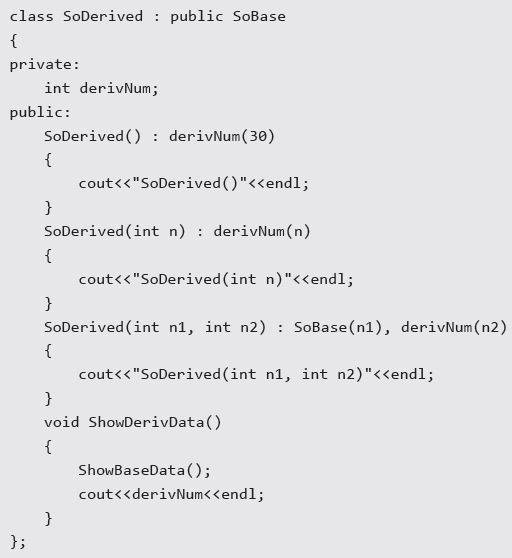 class SoDerived : public SoBase
{
private:
    int derivNum;
public:
    SoDerived() : derivNum(30)
    {
        cout<<"SoDerived()"<<endl;
    }
    SoDerived(int n) : derivNum(n)
    {
        cout<<"SoDerived(int n)"<<endl;
    }
    SoDerived(int n1, int n2) : SoBase(n1), derivNum(n2)
    {
        cout<<"SoDerived(int n1, int n2)"<<endl;
    }
    void ShowDerivData()
    {
        ShowBaseData();
        cout<<derivNum<<endl;
    }
};